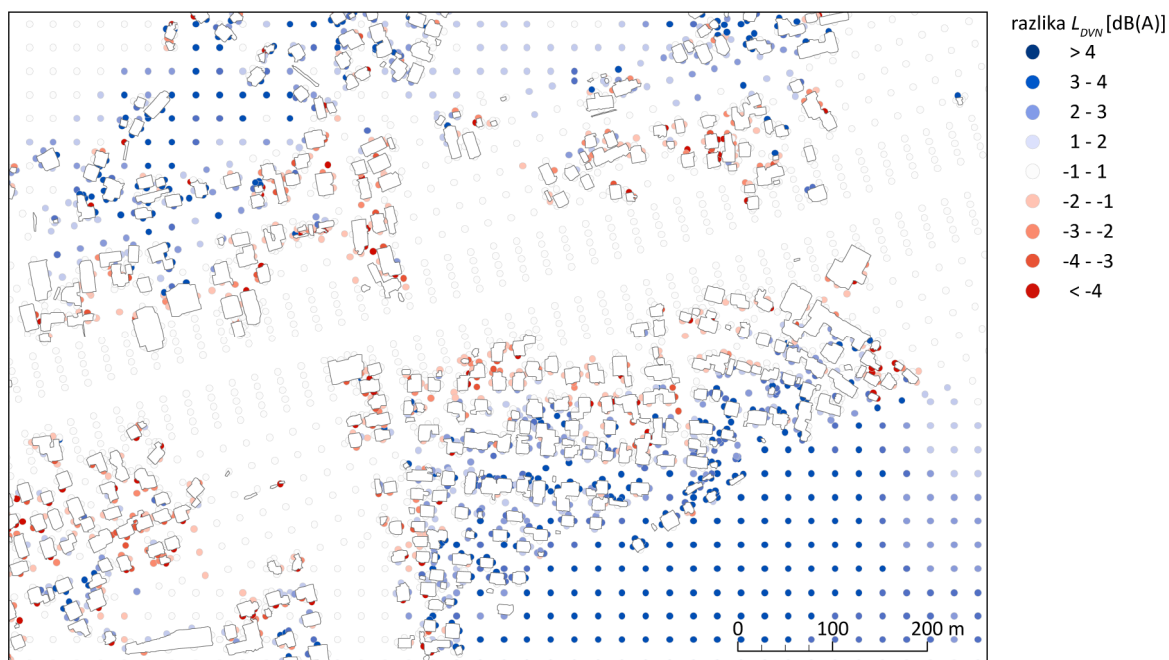 razlika L_DVN [dB(A)]
> 4
3 - 4
2 - 3
1 - 2
-1 - 1
-2 - -1
-3 - -2
-4 - -3
< -4
0 100 200 m